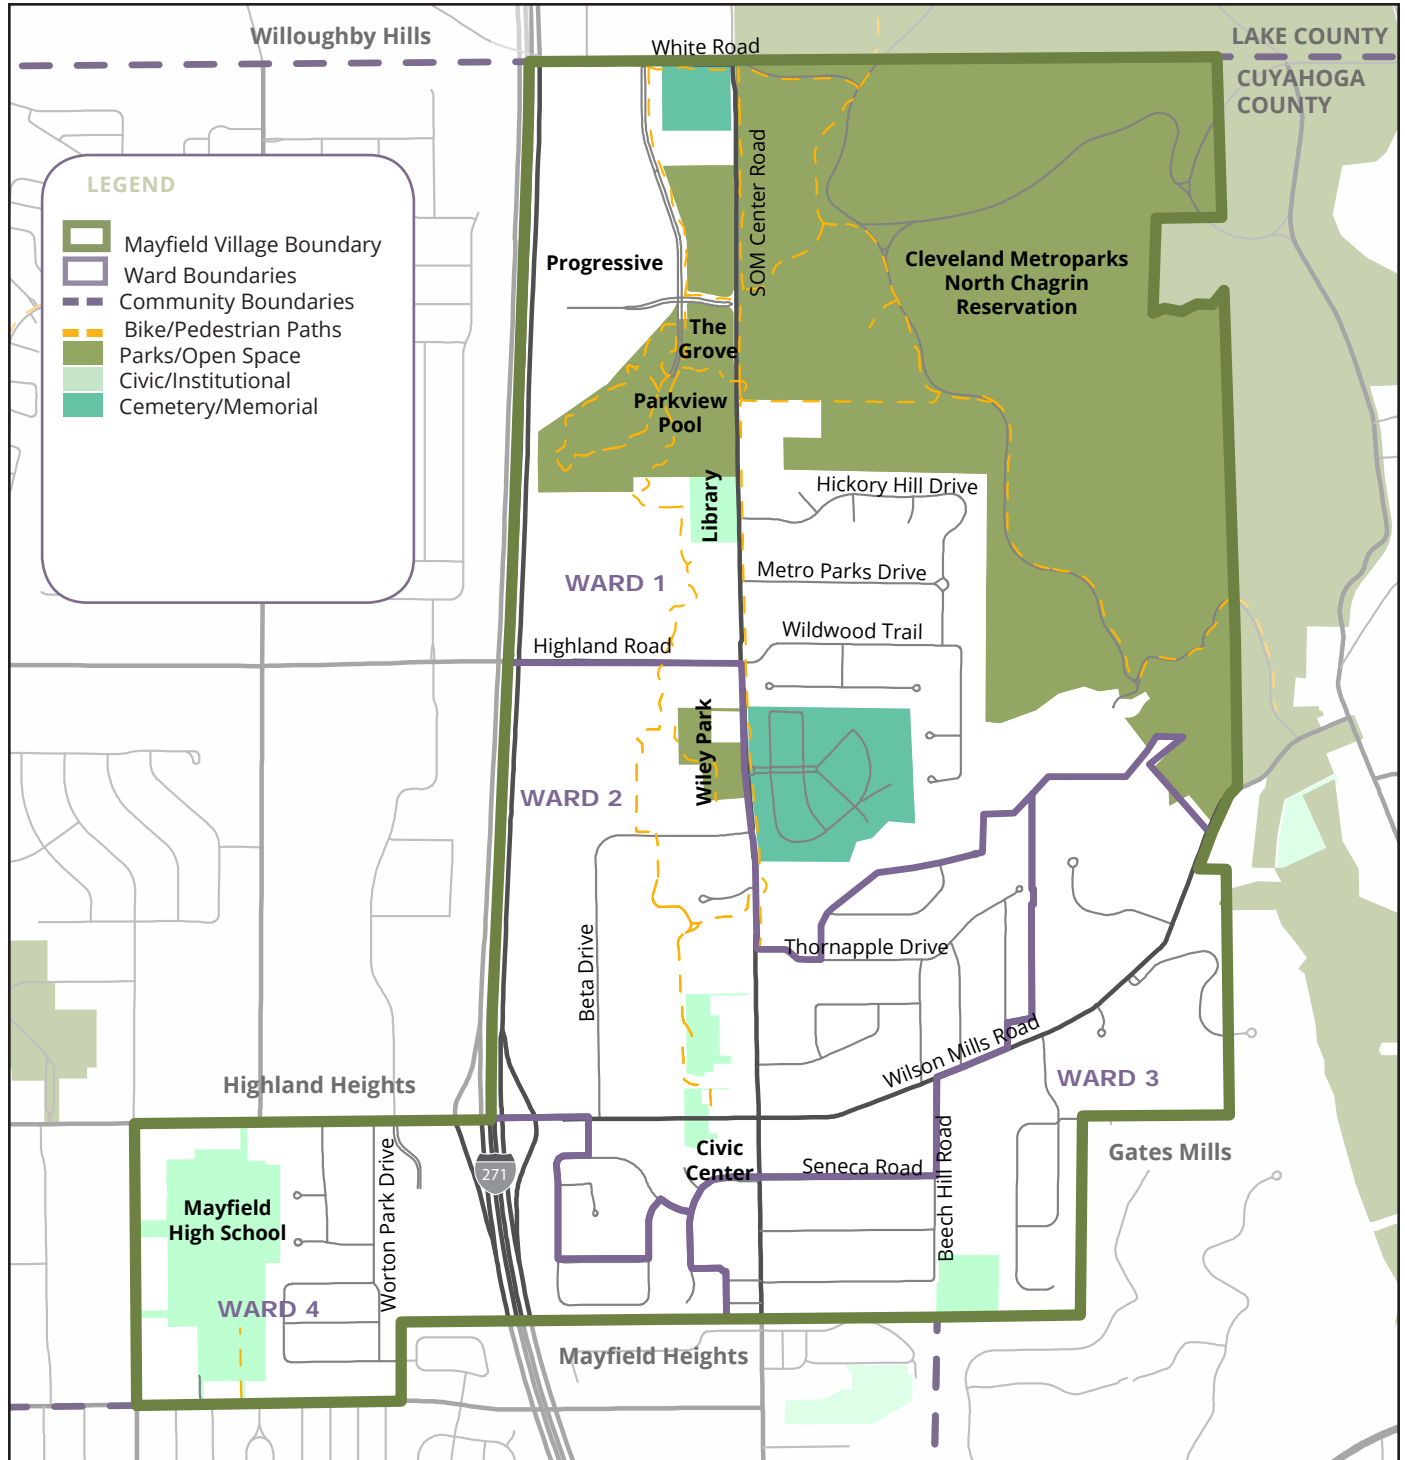 Willoughby Hills
White Road
LAKE COUNTY
CUYAHOGA
COUNTY
LEGEND
Mayfield Village Boundary
Ward Boundaries
Community Boundaries
Bike/Pedestrian Paths
Parks/Open Space
Civic/Institutional
Cemetery/Memorial
SOM Center Road
Progressive
Cleveland Metroparks
North Chagrin
Reservation
The
Grove
Parkview
Pool
Library
Hickory Hill Drive
WARD 1
Metro Parks Drive
Highland Road
Wildwood Trail
Wiley Park
WARD 2
Beta Drive
Thornapple Drive
Wilson Mills Road
WARD 3
Highland Heights
Gates Mills
271
Civic
Center
Seneca Road
Beech Hill Road
Mayfield
High School
Worton Park Drive
WARD 4
Mayfield Heights